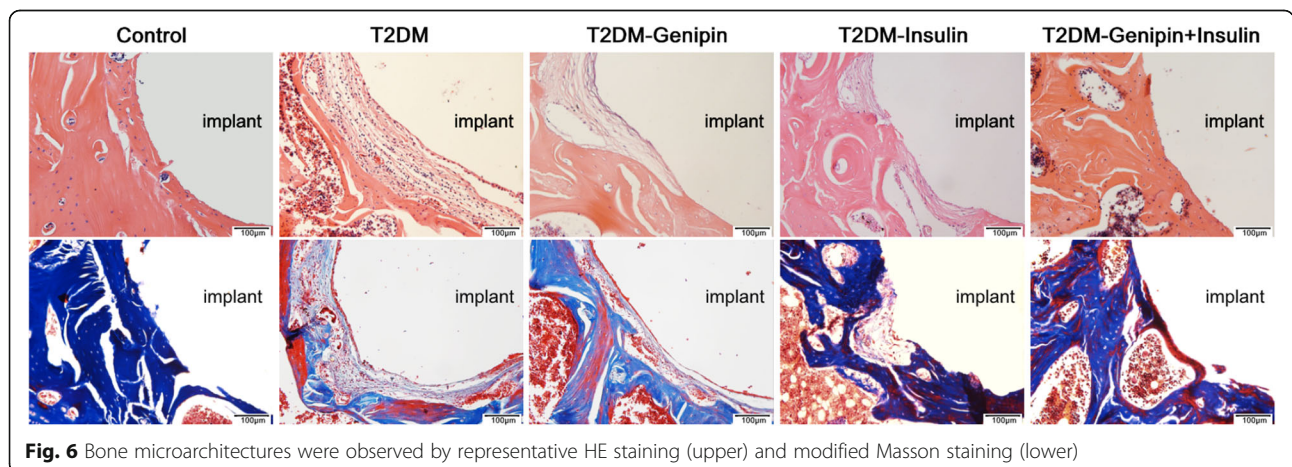 Control T2DM T2DM-Genipin T2DM-Insulin T2DM-Genipin+Insulin
implant implant implant implant implant
100μm 100μm 100μm 100μm 100μm
implant implant implant implant implant
100μm 100μm 100μm 100μm 100μm
Fig. 6 Bone microarchitectures were observed by representative HE staining (upper) and modified Masson staining (lower)